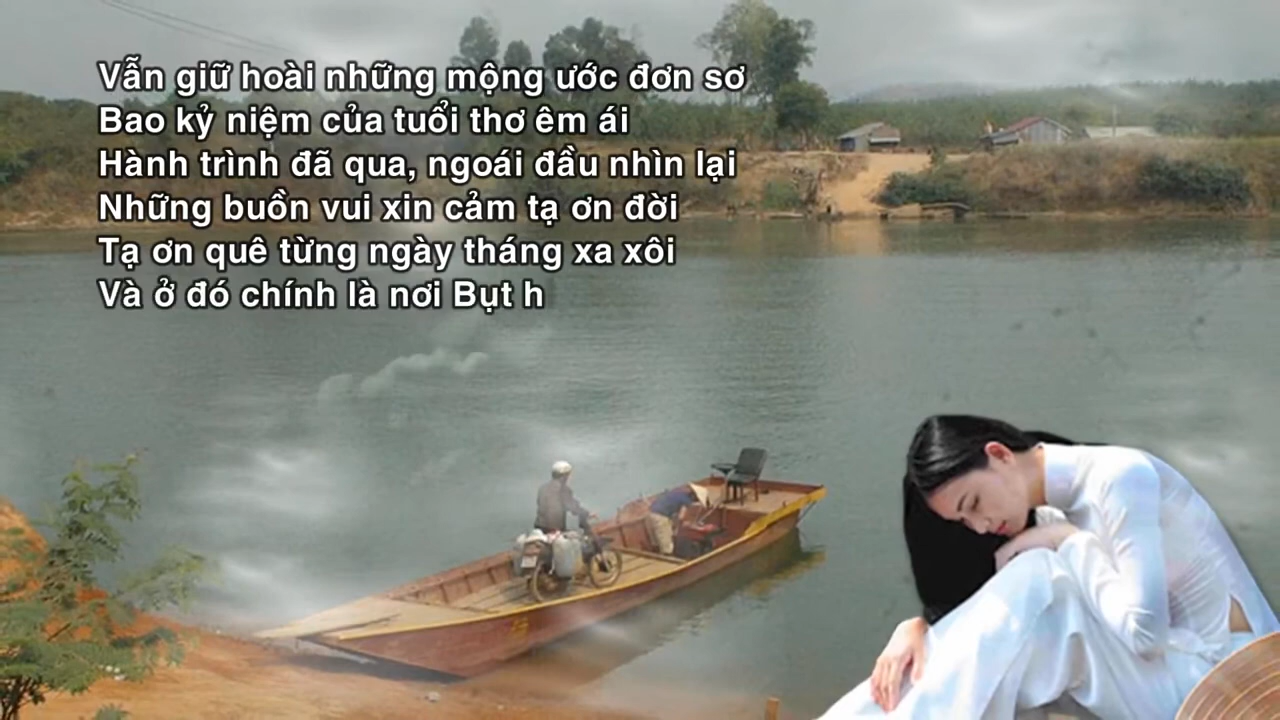 Vẫn giữ hoài những mộng ước đơn sơ
Bao kỷ niệm của tuổi thơ êm ái
Hành trình đã qua, ngoái đầu nhìn lại
Những buồn vui xin cảm tạ ơn đời
Tạ ơn quê từng ngày tháng xa xôi
Và ở đó chính là nơi Bụt h